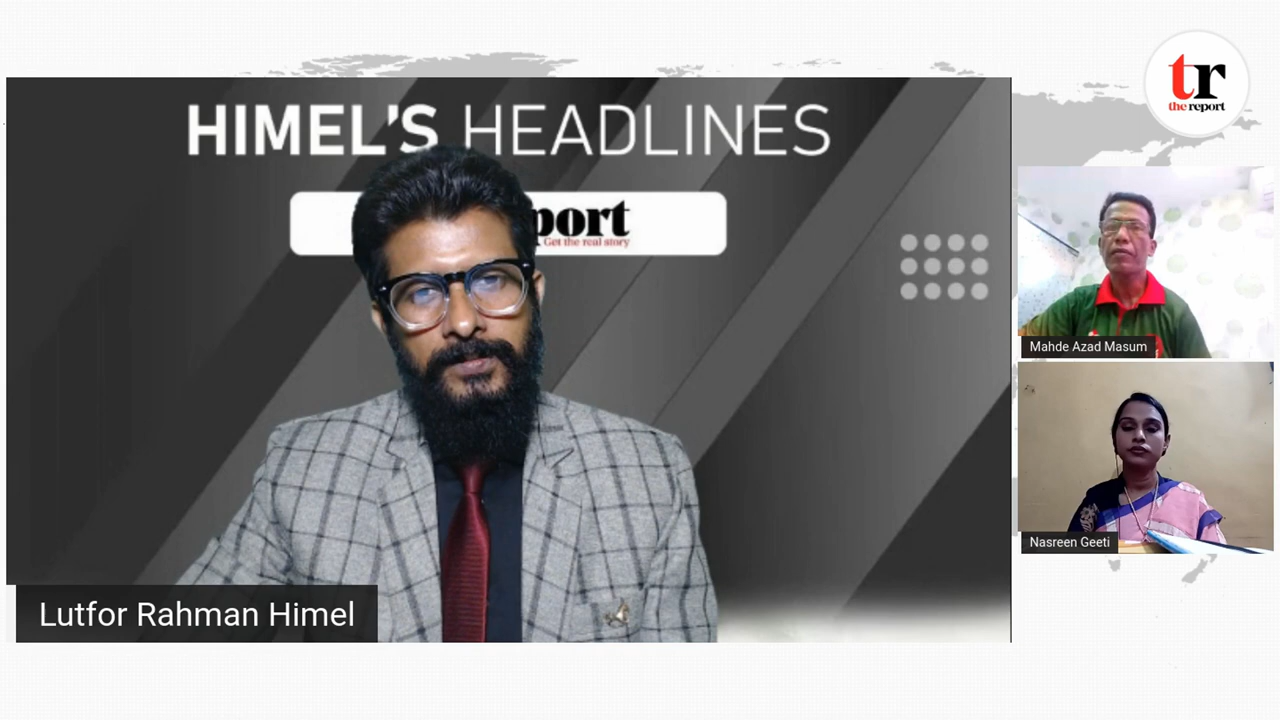 HIMEL'S HEADLINES
port
Get the real story
tr
the report
Mahde Azad Masum
Nasreen Geeti
Lutfor Rahman Himel